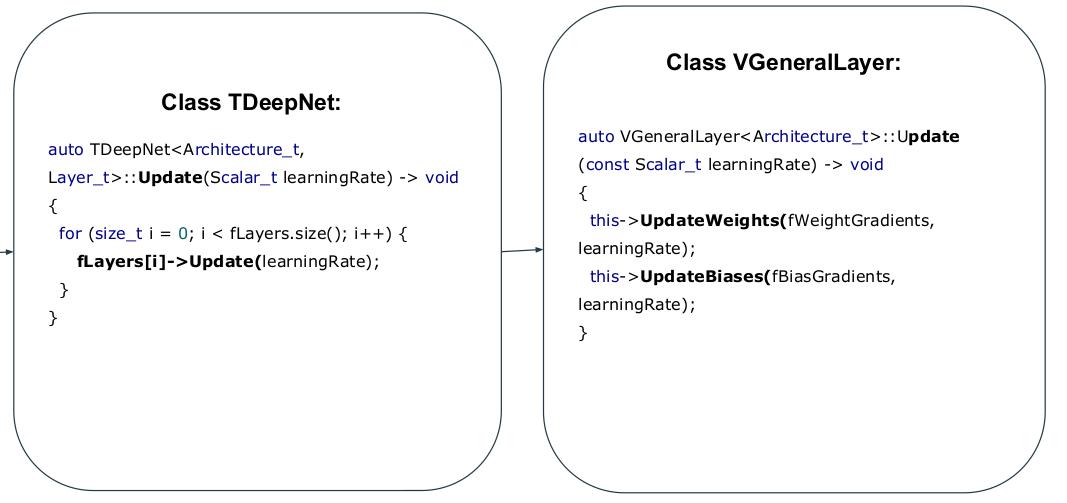 Class TDeepNet:
auto TDeepNet<Architecture_t,
Layer_t>::Update(Scalar_t learningRate) -> void
{
for (size_t i = 0; i < fLayers.size(); i++) {
fLayers[i]->Update(learningRate);
}
}
Class VGeneralLayer:
auto VGeneralLayer<Architecture_t>::Update
(const Scalar_t learningRate) -> void
{
this->UpdateWeights(fWeightGradients,
learningRate);
this->UpdateBiases(fBiasGradients,
learningRate);
}